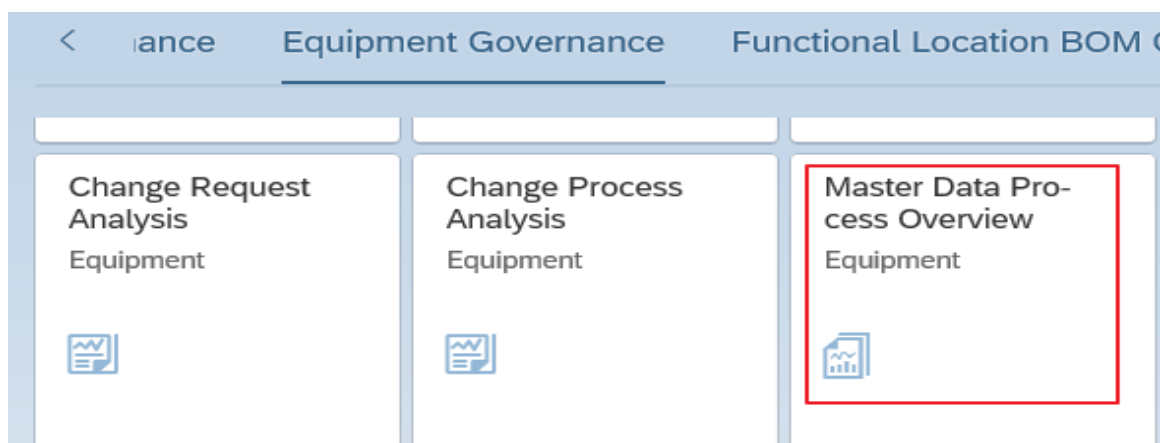 Equipment Governance
Functional Location BOM
Change Request
Analysis
Equipment
Change Process
Analysis
Equipment
Master Data Pro-
cess Overview
Equipment